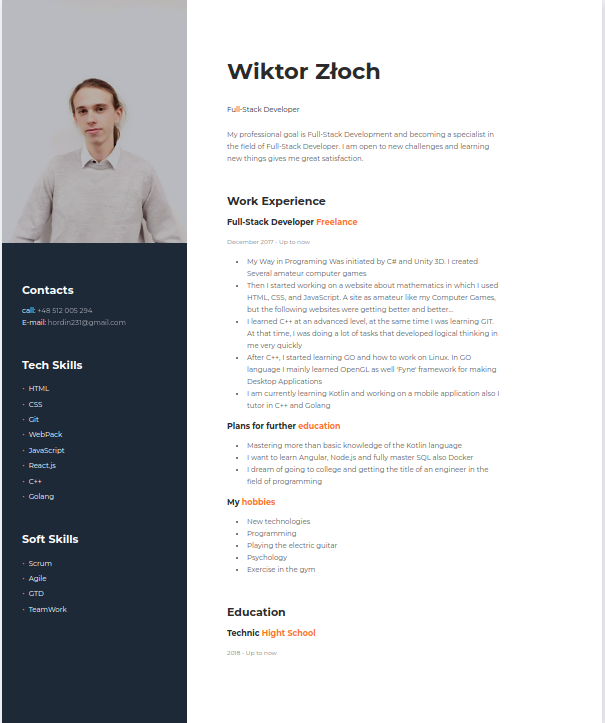 Wiktor Złoch
Full-Stack Developer
My professional goal is Full-Stack Development and becoming a specialist in
the field of Full-Stack Developer. I am open to new challenges and learning
new things gives me great satisfaction.
Work Experience
Full-Stack Developer Freelance
December 2017 - Up to now
• My Way in Programing Was initiated by C# and Unity 3D. I created
Several amateur computer games
• Then I started working on a website about mathematics in which I used
HTML, CSS, and JavaScript. A site as amateur like my Computer Games,
but the following websites were getting better and better...
• I learned C++ at an advanced level, at the same time I was learning GIT.
At that time, I was doing a lot of tasks that developed logical thinking in
me very quickly
• After C++, I started learning GO and how to work on Linux. In GO
language I mainly learned OpenGL as well 'Fyne' framework for making
Desktop Applications
• I am currently learning Kotlin and working on a mobile application also I
tutor in C++ and Golang
Plans for further education
• Mastering more than basic knowledge of the Kotlin language
• I want to learn Angular, Node.js and fully master SQL also Docker
• I dream of going to college and getting the title of an engineer in the
field of programming
My hobbies
• New technologies
• Programming
• Playing the electric guitar
• Psychology
• Exercise in the gym
Education
Technic Hight School
2018 - Up to now
Contacts
call: +48 512 005 294
E-mail: hordin231@gmail.com
Tech Skills
· HTML
· CSS
· Git
· WebPack
· JavaScript
· React.js
· C++
· Golang
Soft Skills
· Scrum
· Agile
· GTD
· TeamWork